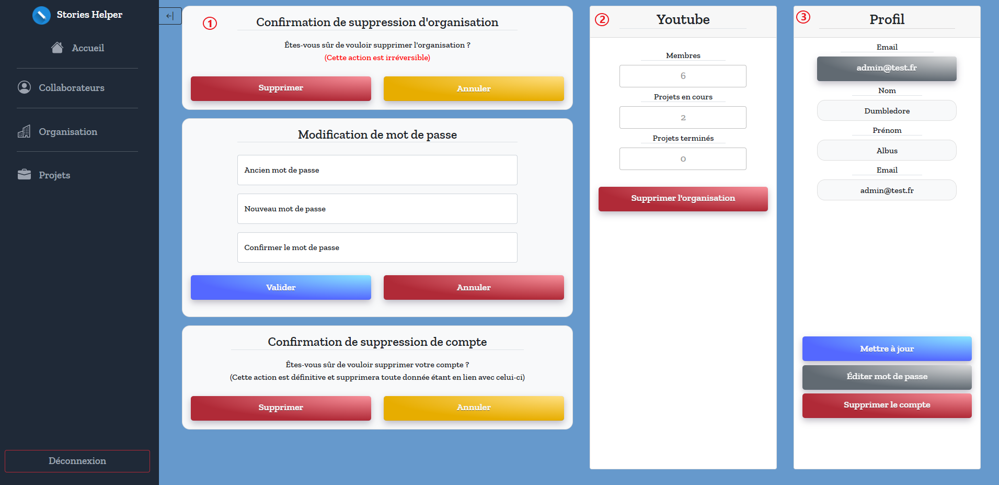 Stories Helper
Accueil
Collaborateurs
Organisation
Projets
Déconnexion
1
Confirmation de suppression d'organisation
Êtes-vous sûr de vouloir supprimer l'organisation ?
(Cette action est irréversible)
Supprimer
Annuler
Modification de mot de passe
Ancien mot de passe
Nouveau mot de passe
Confirmer le mot de passe
Valider
Annuler
Confirmation de suppression de compte
Êtes-vous sûr de vouloir supprimer votre compte ?
(Cette action est définitive et supprimera toute donnée étant en lien avec celui-ci)
Supprimer
Annuler
2
Youtube
Membres
6
Projets en cours
2
Projets terminés
0
Supprimer l'organisation
3
Profil
Email
admin@test.fr
Nom
Dumbledore
Prénom
Albus
Email
admin@test.fr
Mettre à jour
Éditer mot de passe
Supprimer le compte